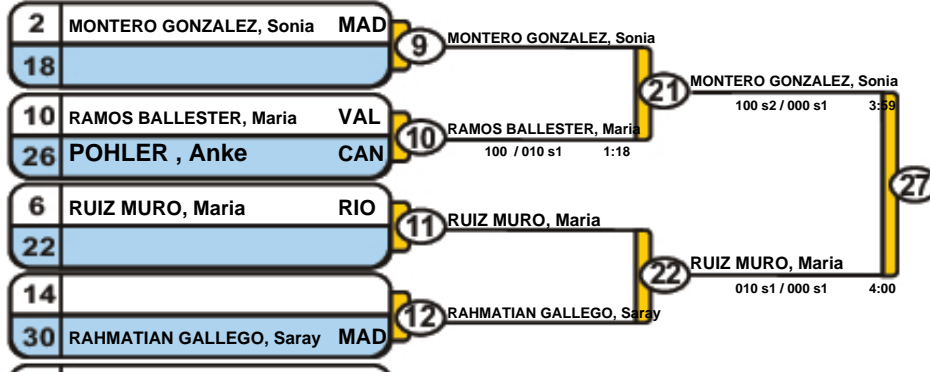 2 MONTERO GONZALEZ, Sonia MAD
18
9
MONTERO GONZALEZ, Sonia
10 RAMOS BALLESTER, Maria VAL
26 POHLER , Anke CAN
10
RAMOS BALLESTER, Maria
100 / 010 s1 1:18
21
MONTERO GONZALEZ, Sonia
100 s2 / 000 s1 3:59
6 RUIZ MURO, Maria RIO
22
11
RUIZ MURO, Maria
14
30 RAHMATIAN GALLEGO, Saray MAD
12
RAHMATIAN GALLEGO, Saray
22
RUIZ MURO, Maria
010 s1 / 000 s1 4:00
27